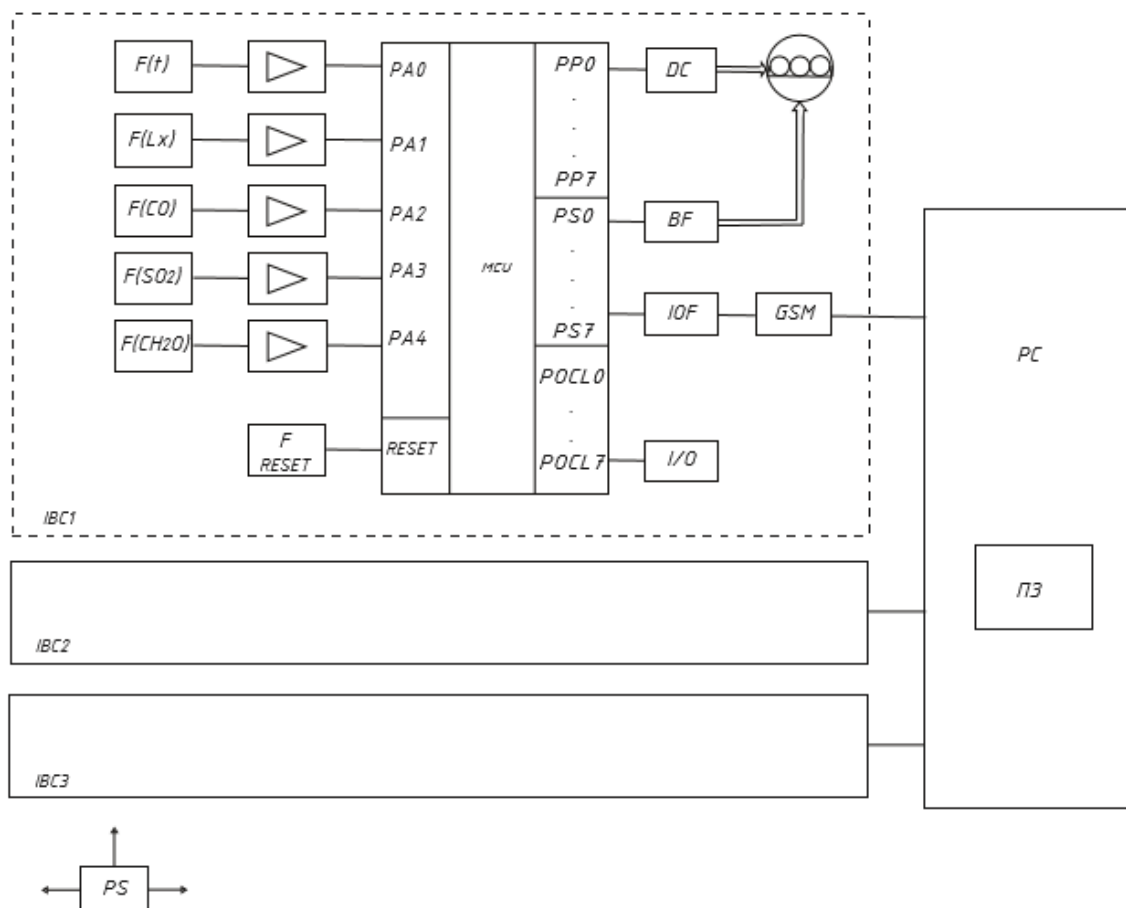 F(t)
F(Lx)
F(CO)
F(SO2)
F(CH2O)
F
RESET
PA0
PA1
PA2
PA3
PA4
RESET
MCU
PP0
.
.
.
PP7
PS0
.
.
.
PS7
POCL0
.
.
POCL7
DC
BF
IOF
GSM
I/O
IBC1
IBC2
IBC3
PC
ПЗ
PS